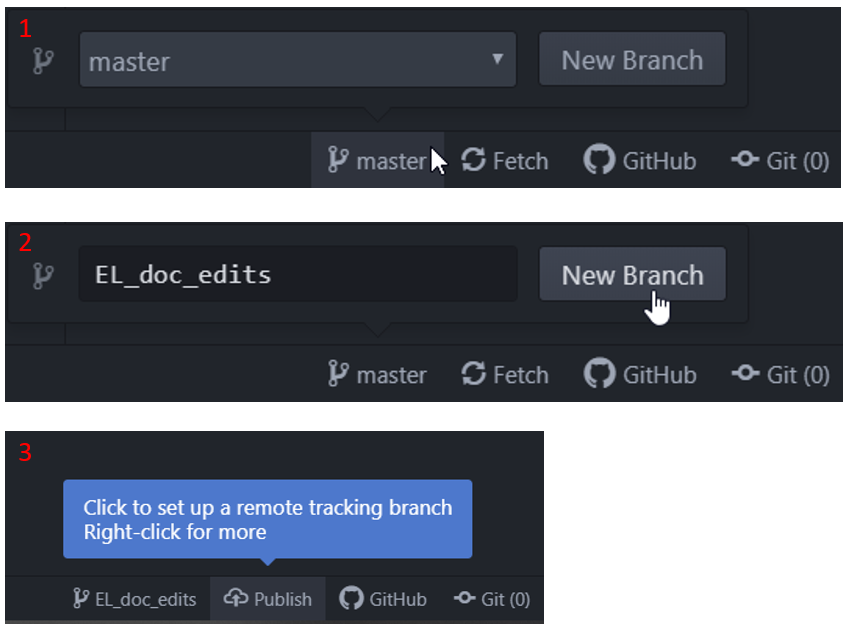 1
master New Branch
master Fetch GitHub Git (0)
2
EL_doc_edits New Branch
master Fetch GitHub Git (0)
3
Click to set up a remote tracking branch
Right-click for more
EL_doc_edits Publish GitHub Git (0)